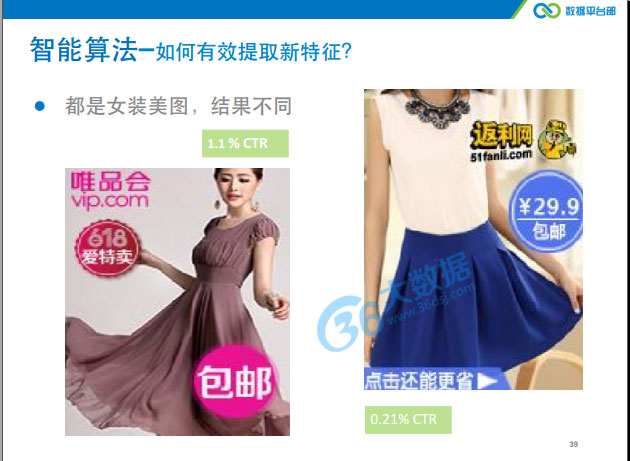 数据平台部
智能算法—如何有效提取新特征?
● 都是女装美图，结果不同
1.1 % CTR
唯品会
vip.com
618
爱特卖
包邮
返利网
51fanli.com
¥29.9
包邮
点击还能更省▶
36大数据
www.36dsj.com
0.21% CTR
39